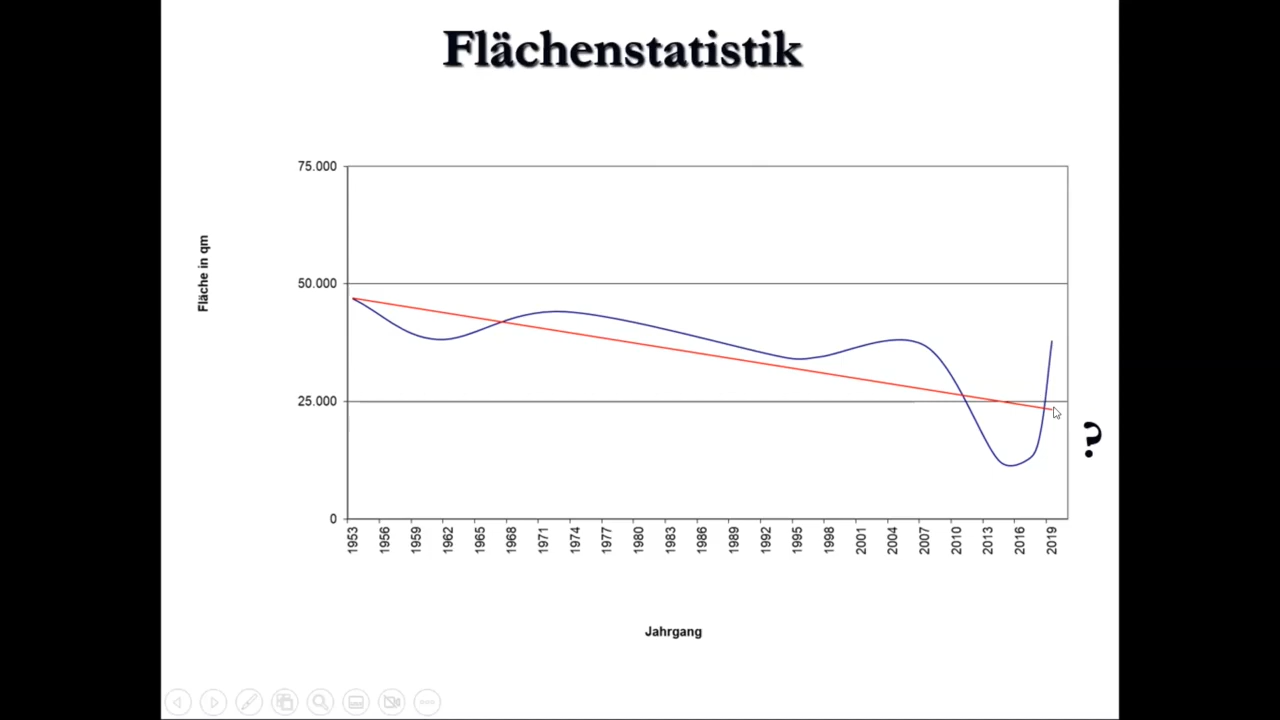 Flächenstatistik
Fläche in qm
75.000
50.000
25.000
0
1953 1956 1959 1962 1965 1968 1971 1974 1977 1980 1983 1986 1989 1992 1995 1998 2001 2004 2007 2010 2013 2016 2019
?
Jahrgang